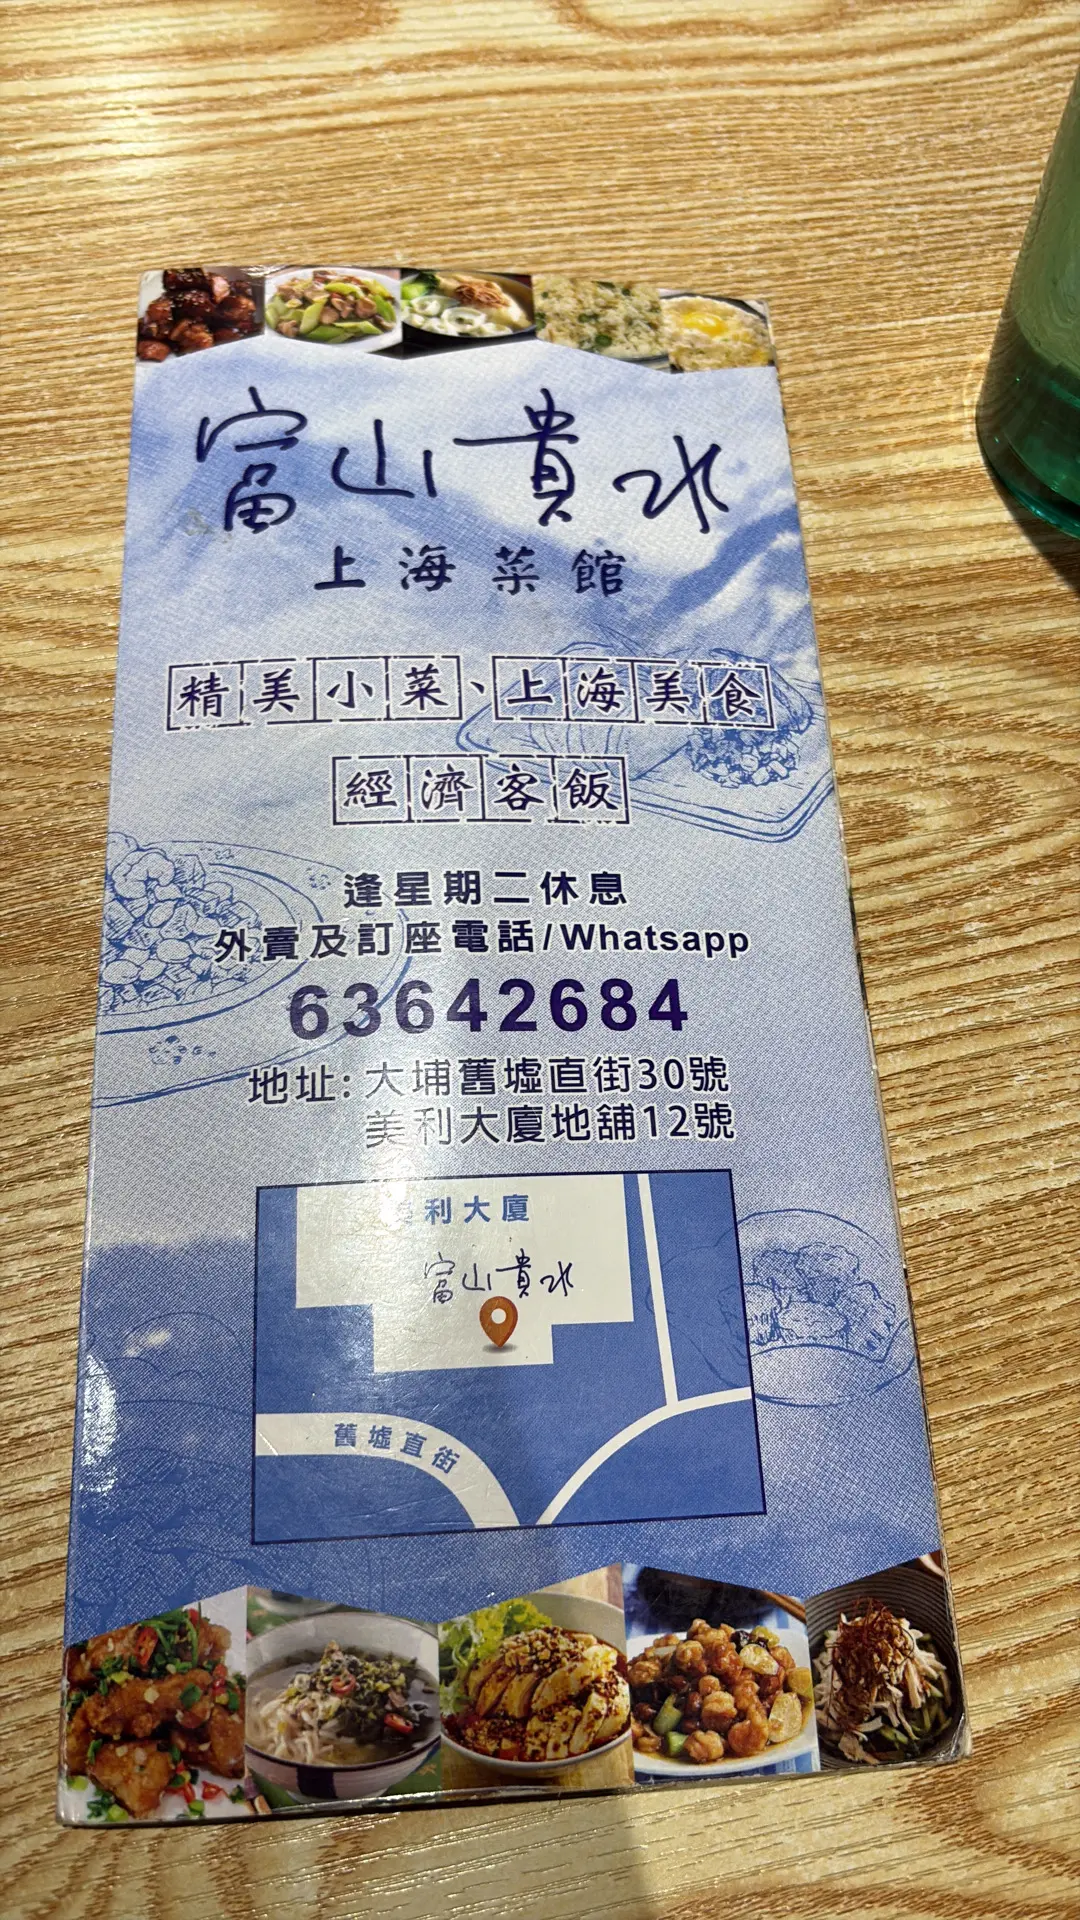 富山貴水
上海菜館
精美小菜、上海美食
經濟客飯
逢星期二休息
外賣及訂座電話/Whatsapp
63642684
地址: 大埔舊墟直街30號
美利大廈地舖12號
美利大廈
富山貴水
舊墟直街